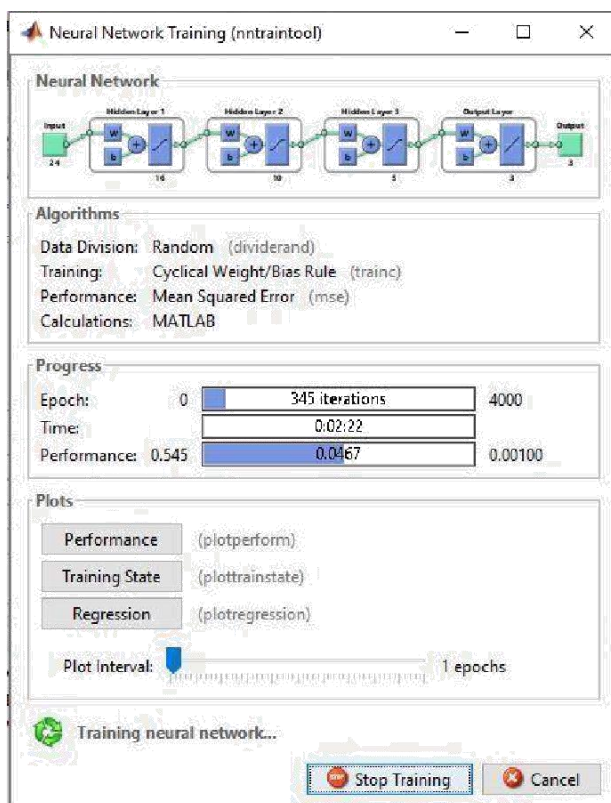 Neural Network Training (nntraintool)
Neural Network
Hidden Layer 1 Hidden Layer 2 Hidden Layer 3 Output Layer
Input Output
W W W W
b b b b
24 16 10 5 3 3
Algorithms
Data Division: Random (dividerand)
Training: Cyclical Weight/Bias Rule (trainc)
Performance: Mean Squared Error (mse)
Calculations: MATLAB
Progress
Epoch: 0 345 iterations 4000
Time: 0:02:22
Performance: 0.545 0.0467 0.00100
Plots
Performance (plotperform)
Training State (plottrainstate)
Regression (plotregression)
Plot Interval: 1 epochs
Training neural network...
Stop Training Cancel